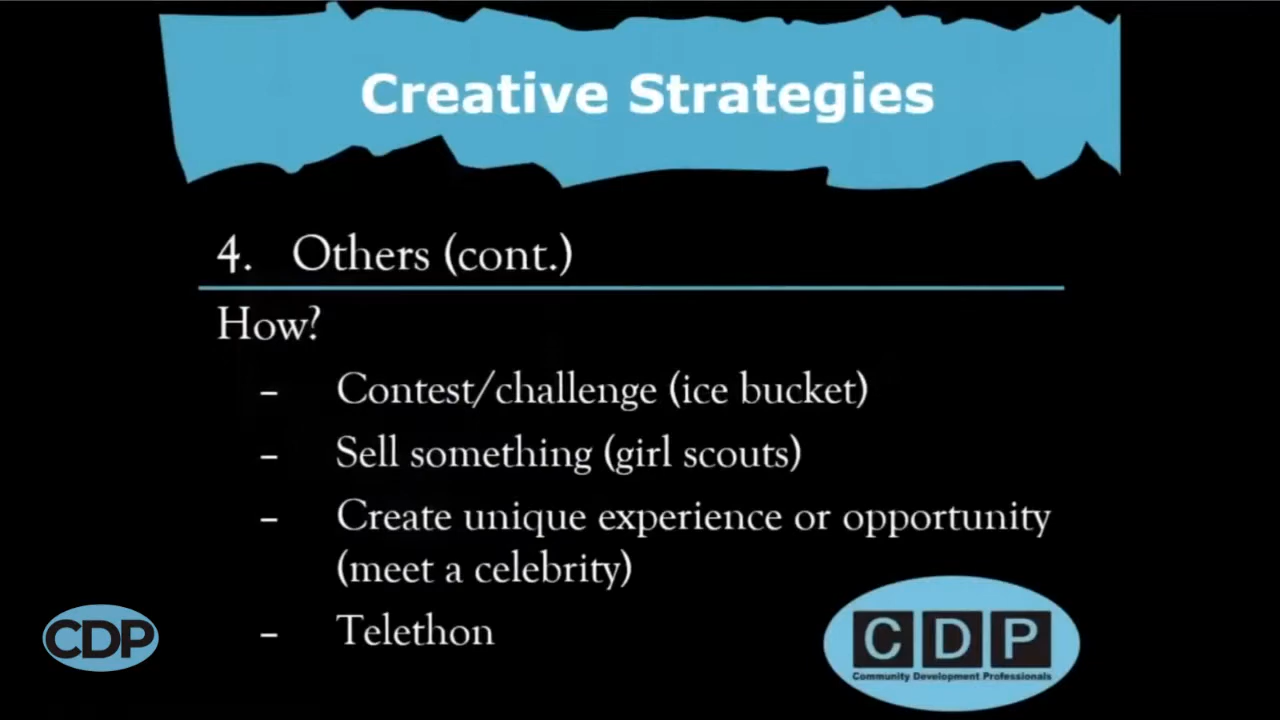 Creative Strategies
4. Others (cont.)
How?
– Contest/challenge (ice bucket)
– Sell something (girl scouts)
– Create unique experience or opportunity
(meet a celebrity)
– Telethon
CDP
CDP
Community Development Professionals